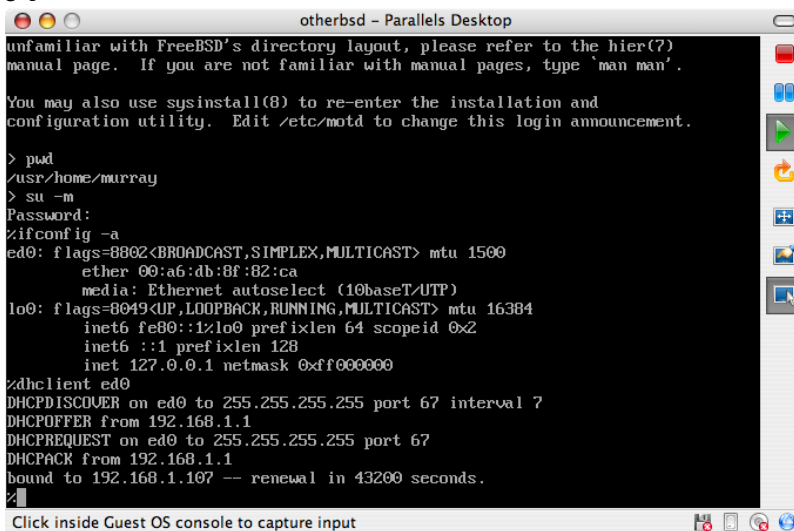 otherbsd – Parallels Desktop
unfamiliar with FreeBSD's directory layout, please refer to the hier(7)
manual page.  If you are not familiar with manual pages, type `man man'.
You may also use sysinstall(8) to re-enter the installation and
configuration utility.  Edit /etc/motd to change this login announcement.
> pwd
/usr/home/murray
> su -m
Password:
%ifconfig -a
ed0: flags=8802<BROADCAST,SIMPLEX,MULTICAST> mtu 1500
        ether 00:a6:db:8f:82:ca
        media: Ethernet autoselect (10baseT/UTP)
lo0: flags=8049<UP,LOOPBACK,RUNNING,MULTICAST> mtu 16384
        inet6 fe80::1%lo0 prefixlen 64 scopeid 0x2
        inet6 ::1 prefixlen 128
        inet 127.0.0.1 netmask 0xff000000
%dhclient ed0
DHCPDISCOVER on ed0 to 255.255.255.255 port 67 interval 7
DHCPOFFER from 192.168.1.1
DHCPREQUEST on ed0 to 255.255.255.255 port 67
DHCPACK from 192.168.1.1
bound to 192.168.1.107 -- renewal in 43200 seconds.
%
Click inside Guest OS console to capture input